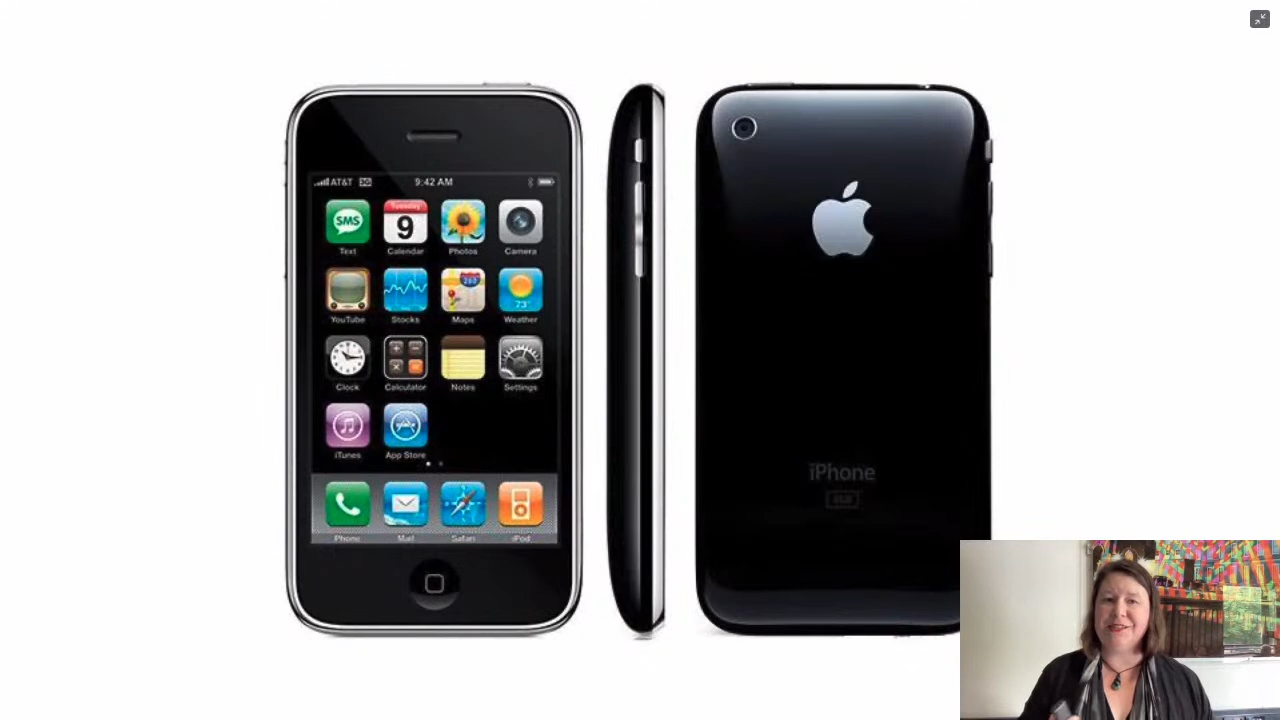 AT&T 3G 9:42 AM
SMS Tuesday 9
Text Calendar Photos Camera
280 73°
YouTube Stocks Maps Weather
Clock Calculator Notes Settings
iTunes App Store
Phone Mail Safari iPod
iPhone